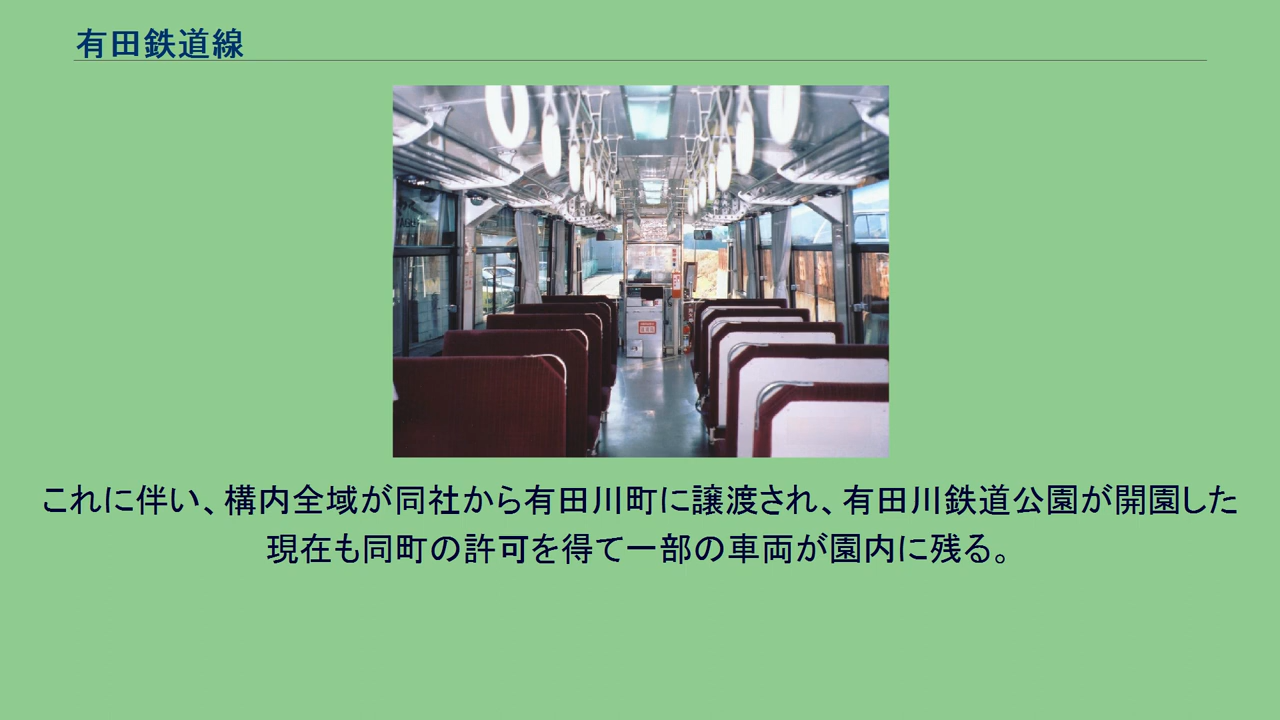 有田鉄道線
これに伴い、構内全域が同社から有田川町に譲渡され、有田川鉄道公園が開園した
現在も同町の許可を得て一部の車両が園内に残る。